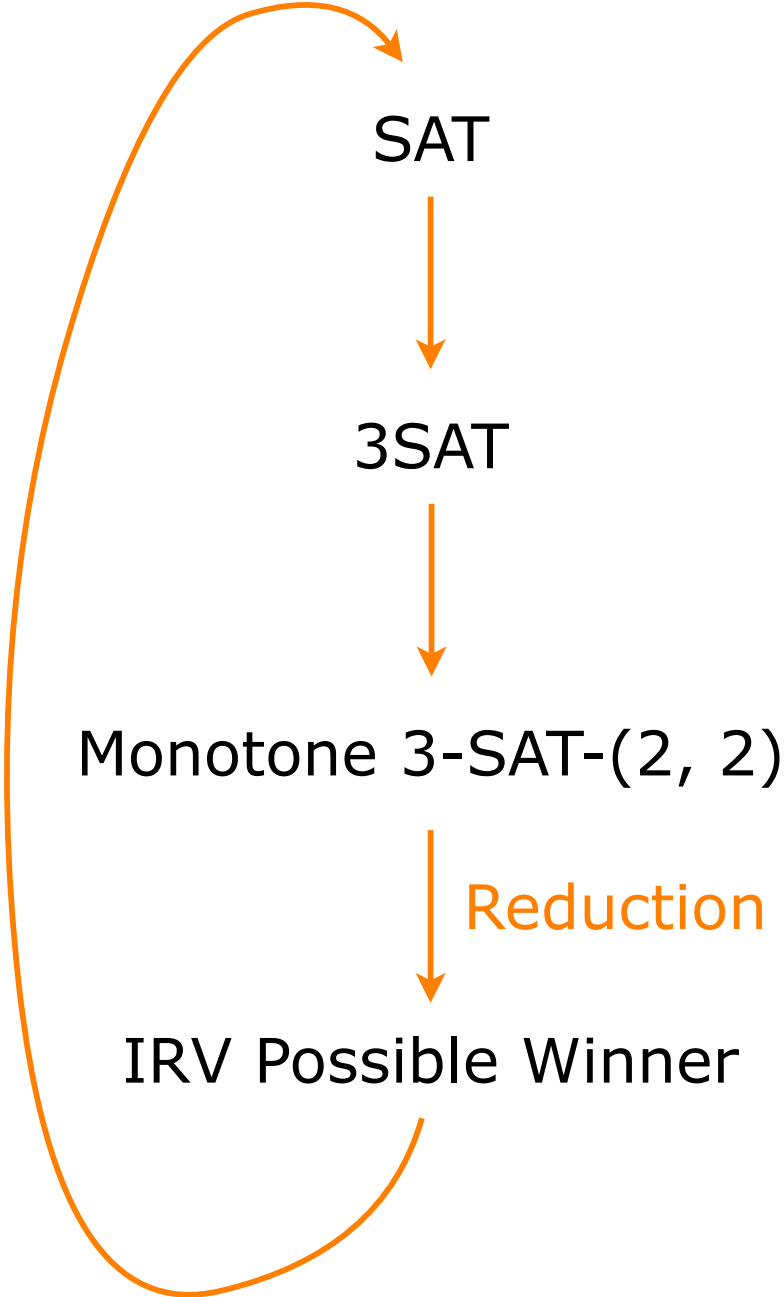 SAT
3SAT
Monotone 3-SAT-(2, 2)
Reduction
IRV Possible Winner